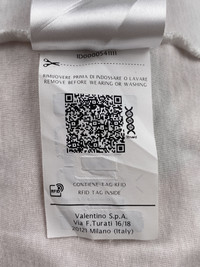 RIMUOVERE PRIMA DI INDOSSARE O LAVARE
REMOVE BEFORE WEARING OR WASHING
CONTIENE TAG RFID
RFID TAG INSIDE
Valentino S.p.A.
Via F.Turati 16/18
20121 Milano (Italy)